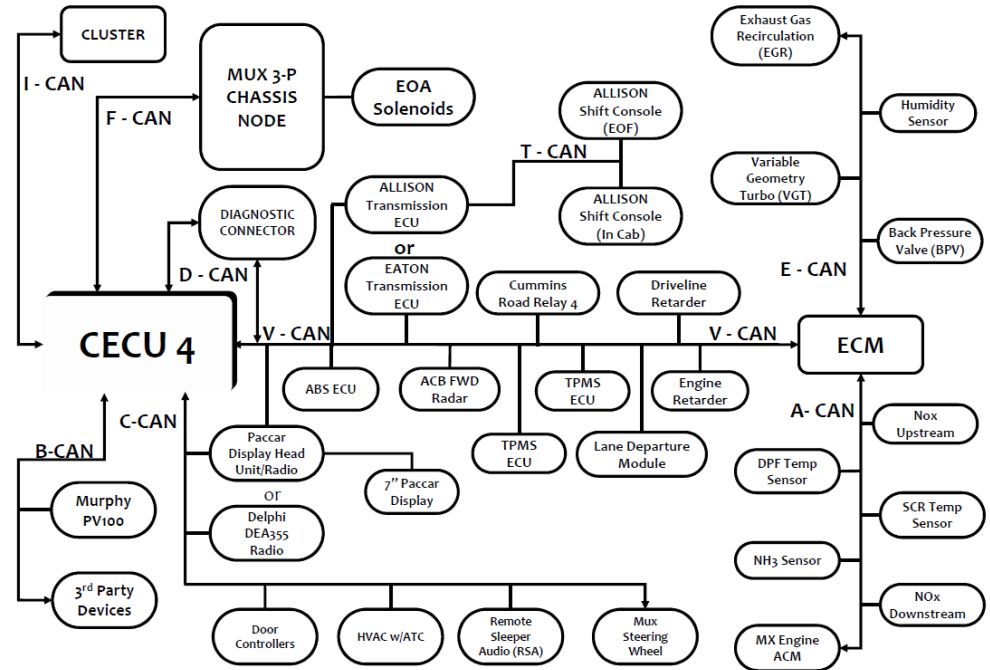 CLUSTER
I - CAN
F - CAN
MUX 3-P
CHASSIS
NODE
EOA
Solenoids
ALLISON
Shift Console
(EOF)
T - CAN
ALLISON
Shift Console
(In Cab)
ALLISON
Transmission
ECU
or
EATON
Transmission
ECU
DIAGNOSTIC
CONNECTOR
D - CAN
CECU 4
V - CAN
Cummins
Road Relay 4
Driveline
Retarder
V - CAN
ECM
Exhaust Gas
Recirculation
(EGR)
Humidity
Sensor
Variable
Geometry
Turbo (VGT)
Back Pressure
Valve (BPV)
E - CAN
ABS ECU
ACB FWD
Radar
TPMS
ECU
TPMS
ECU
Lane Departure
Module
Engine
Retarder
A- CAN
Nox
Upstream
DPF Temp
Sensor
SCR Temp
Sensor
NH3 Sensor
NOx
Downstream
MX Engine
ACM
C-CAN
Paccar
Display Head
Unit/Radio
7” Paccar
Display
or
Delphi
DEA355
Radio
B-CAN
Murphy
PV100
3rd Party
Devices
Door
Controllers
HVAC w/ATC
Remote
Sleeper
Audio (RSA)
Mux
Steering
Wheel